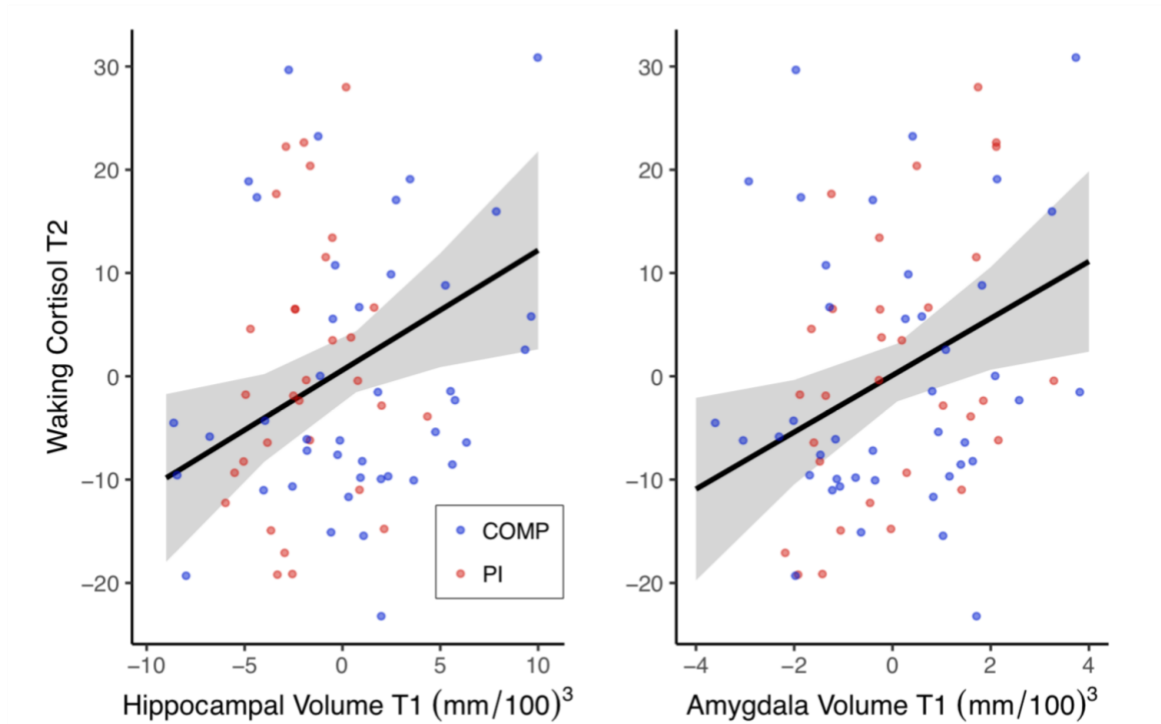 30
20
10
0
−10
−20
Waking Cortisol T2
−10 −5 0 5 10
Hippocampal Volume T1 (mm/100)³
COMP
PI
30
20
10
0
−10
−20
−4 −2 0 2 4
Amygdala Volume T1 (mm/100)³